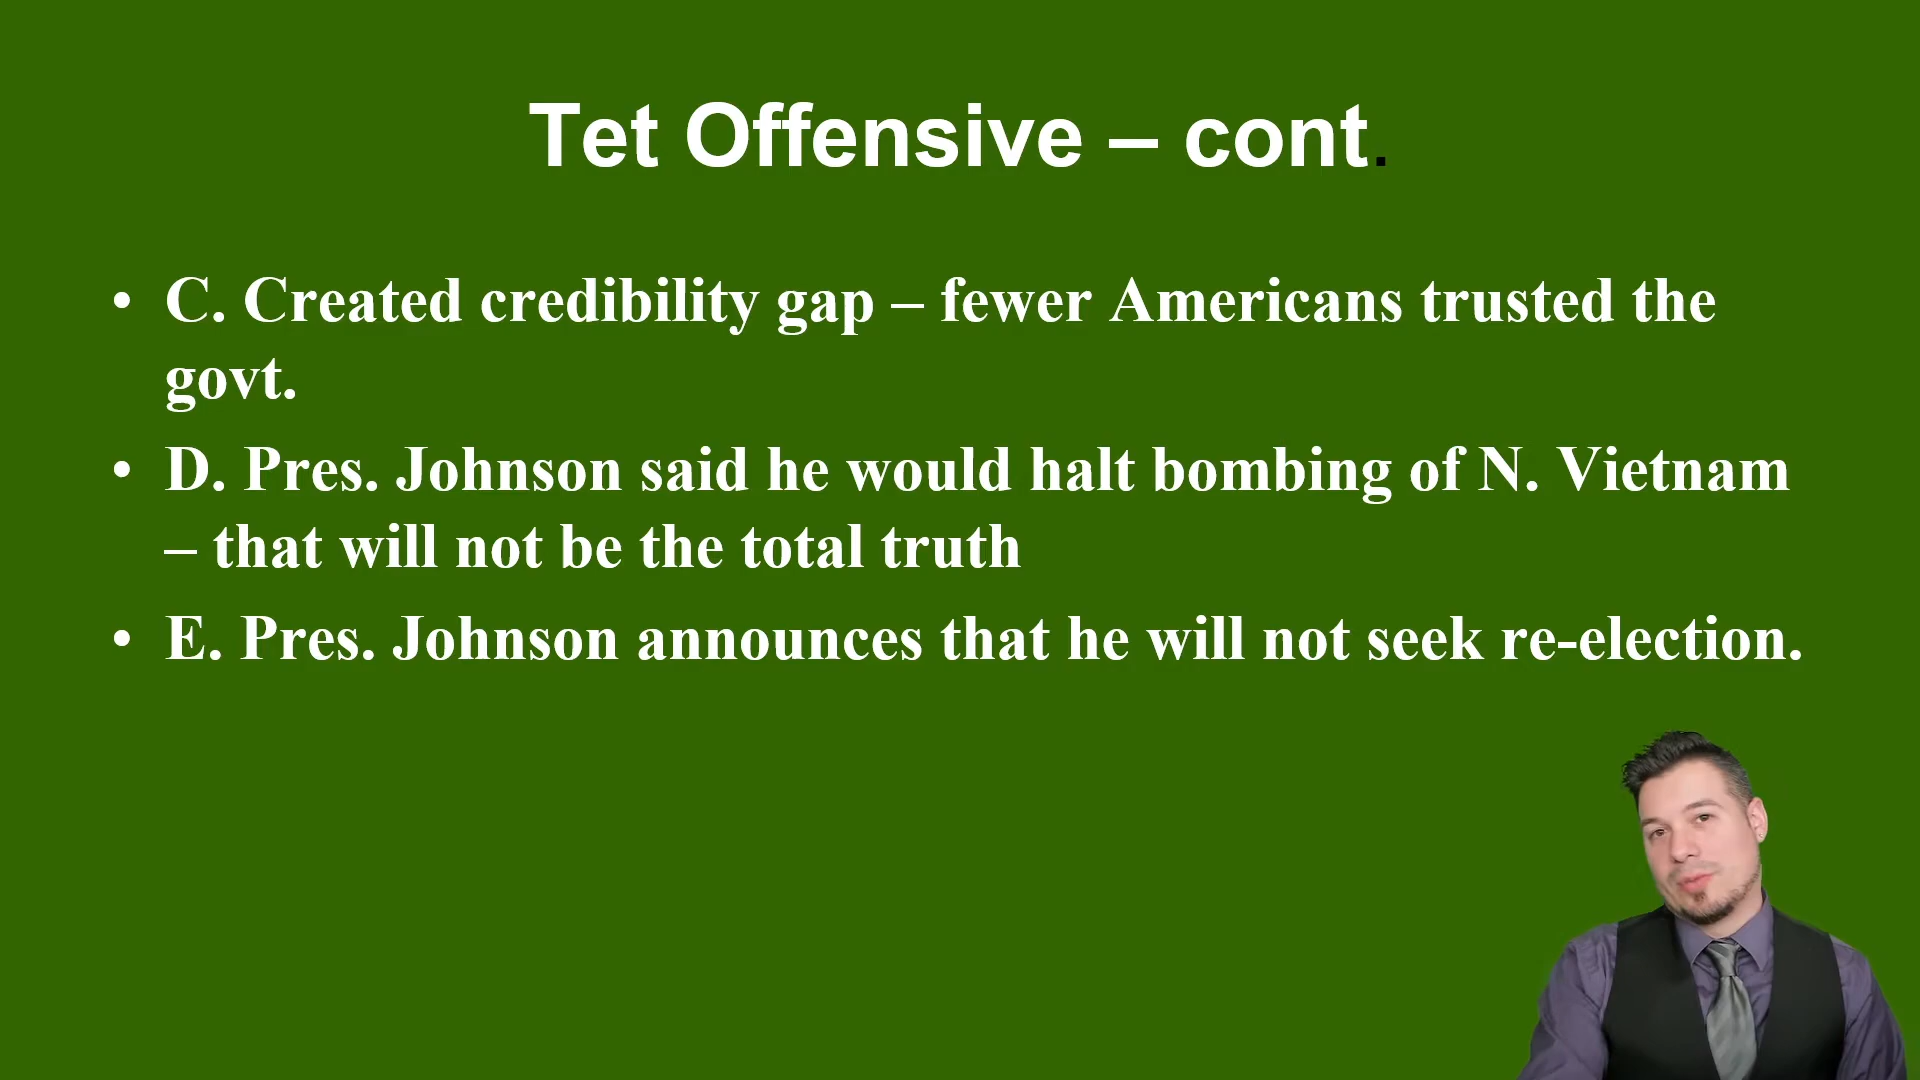 Tet Offensive – cont.
• C. Created credibility gap – fewer Americans trusted the
govt.
• D. Pres. Johnson said he would halt bombing of N. Vietnam
– that will not be the total truth
• E. Pres. Johnson announces that he will not seek re-election.